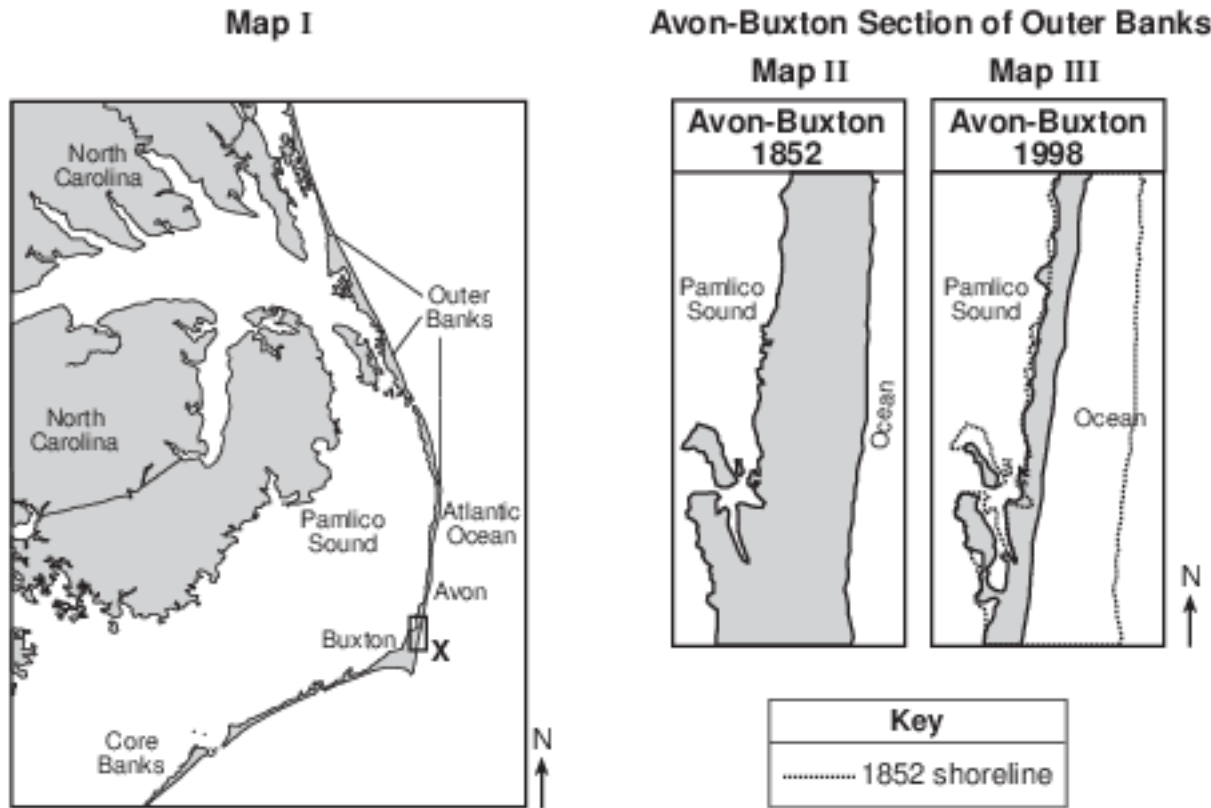 Map I
North
Carolina
Outer
Banks
North
Carolina
Pamlico
Sound
Atlantic
Ocean
Avon
Buxton
X
Core
Banks
N
Avon-Buxton Section of Outer Banks
Map II
Avon-Buxton
1852
Pamlico
Sound
Ocean
Map III
Avon-Buxton
1998
Pamlico
Sound
Ocean
N
Key
1852 shoreline